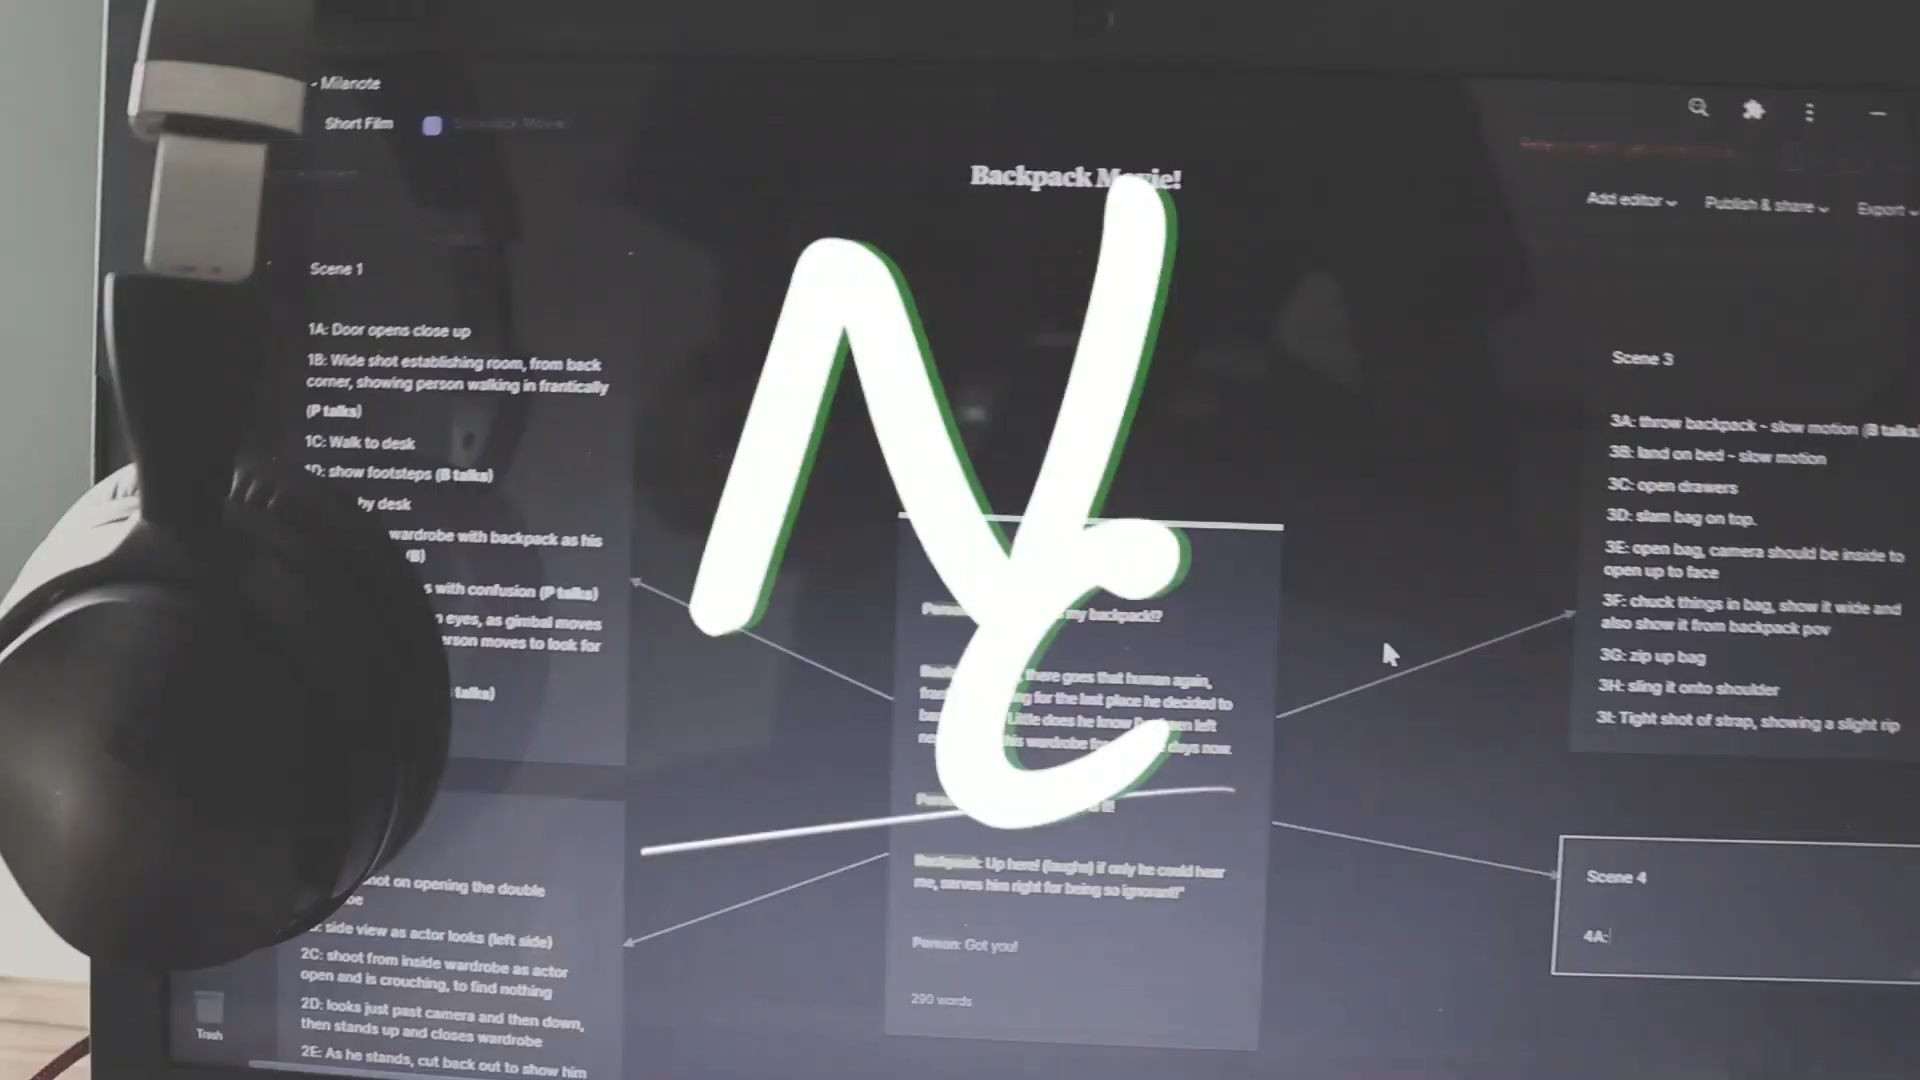 - Milanote
Short Film
Backpack Movie!
Add editor
Publish & share
Export
Scene 1
1A: Door opens close up
1B: Wide shot establishing room, from back
corner, showing person walking in frantically
(P talks)
1C: Walk to desk
1D: show footsteps (B talks)
by desk
wardrobe with backpack as his
(B)
with confusion (P talks)
eyes, as gimbal moves
moves to look for
talks)
on opening the double
side view as actor looks (left side)
2C: shoot from inside wardrobe as actor
open and is crouching, to find nothing
2D: looks just past camera and then down,
then stands up and closes wardrobe
2E: As he stands, cut back out to show him
Trash
my backpack!?
there goes that human again,
for the last place he decided to
Little does he know left
his wardrobe days now.
Backpack: Up here! (laughs) if only he could hear
me, serves him right for being so ignorant!"
Person: Got you!
290 words
Scene 3
3A: throw backpack - slow motion (B talks
3B: land on bed - slow motion
3C: open drawers
3D: slam bag on top.
3E: open bag, camera should be inside to
open up to face
3F: chuck things in bag, show it wide and
also show it from backpack pov
3G: zip up bag
3H: sling it onto shoulder
3I: Tight shot of strap, showing a slight rip
Scene 4
4A: